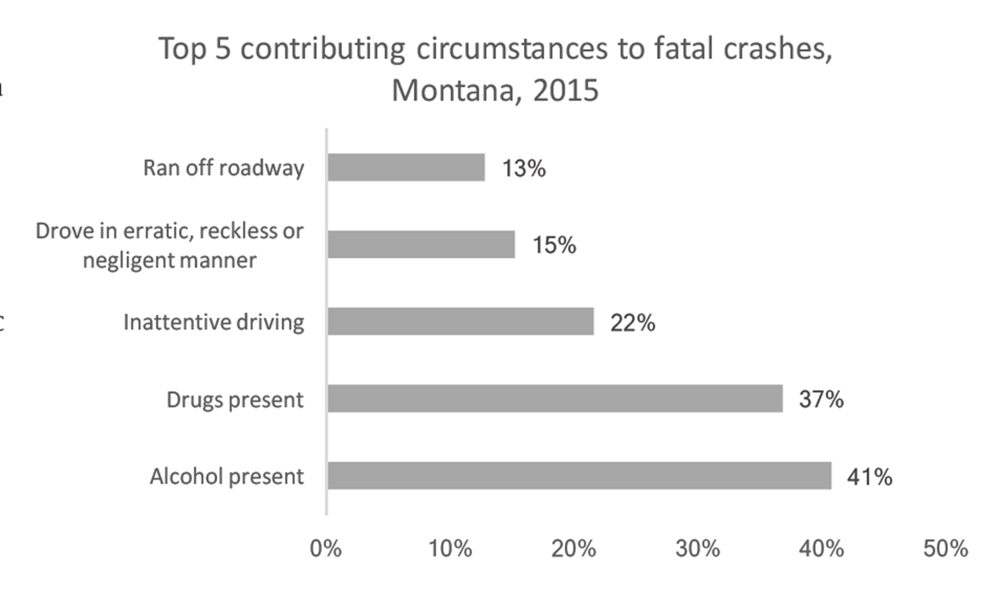 Top 5 contributing circumstances to fatal crashes,
Montana, 2015
Ran off roadway 13%
Drove in erratic, reckless or
negligent manner 15%
Inattentive driving 22%
Drugs present 37%
Alcohol present 41%
0% 10% 20% 30% 40% 50%